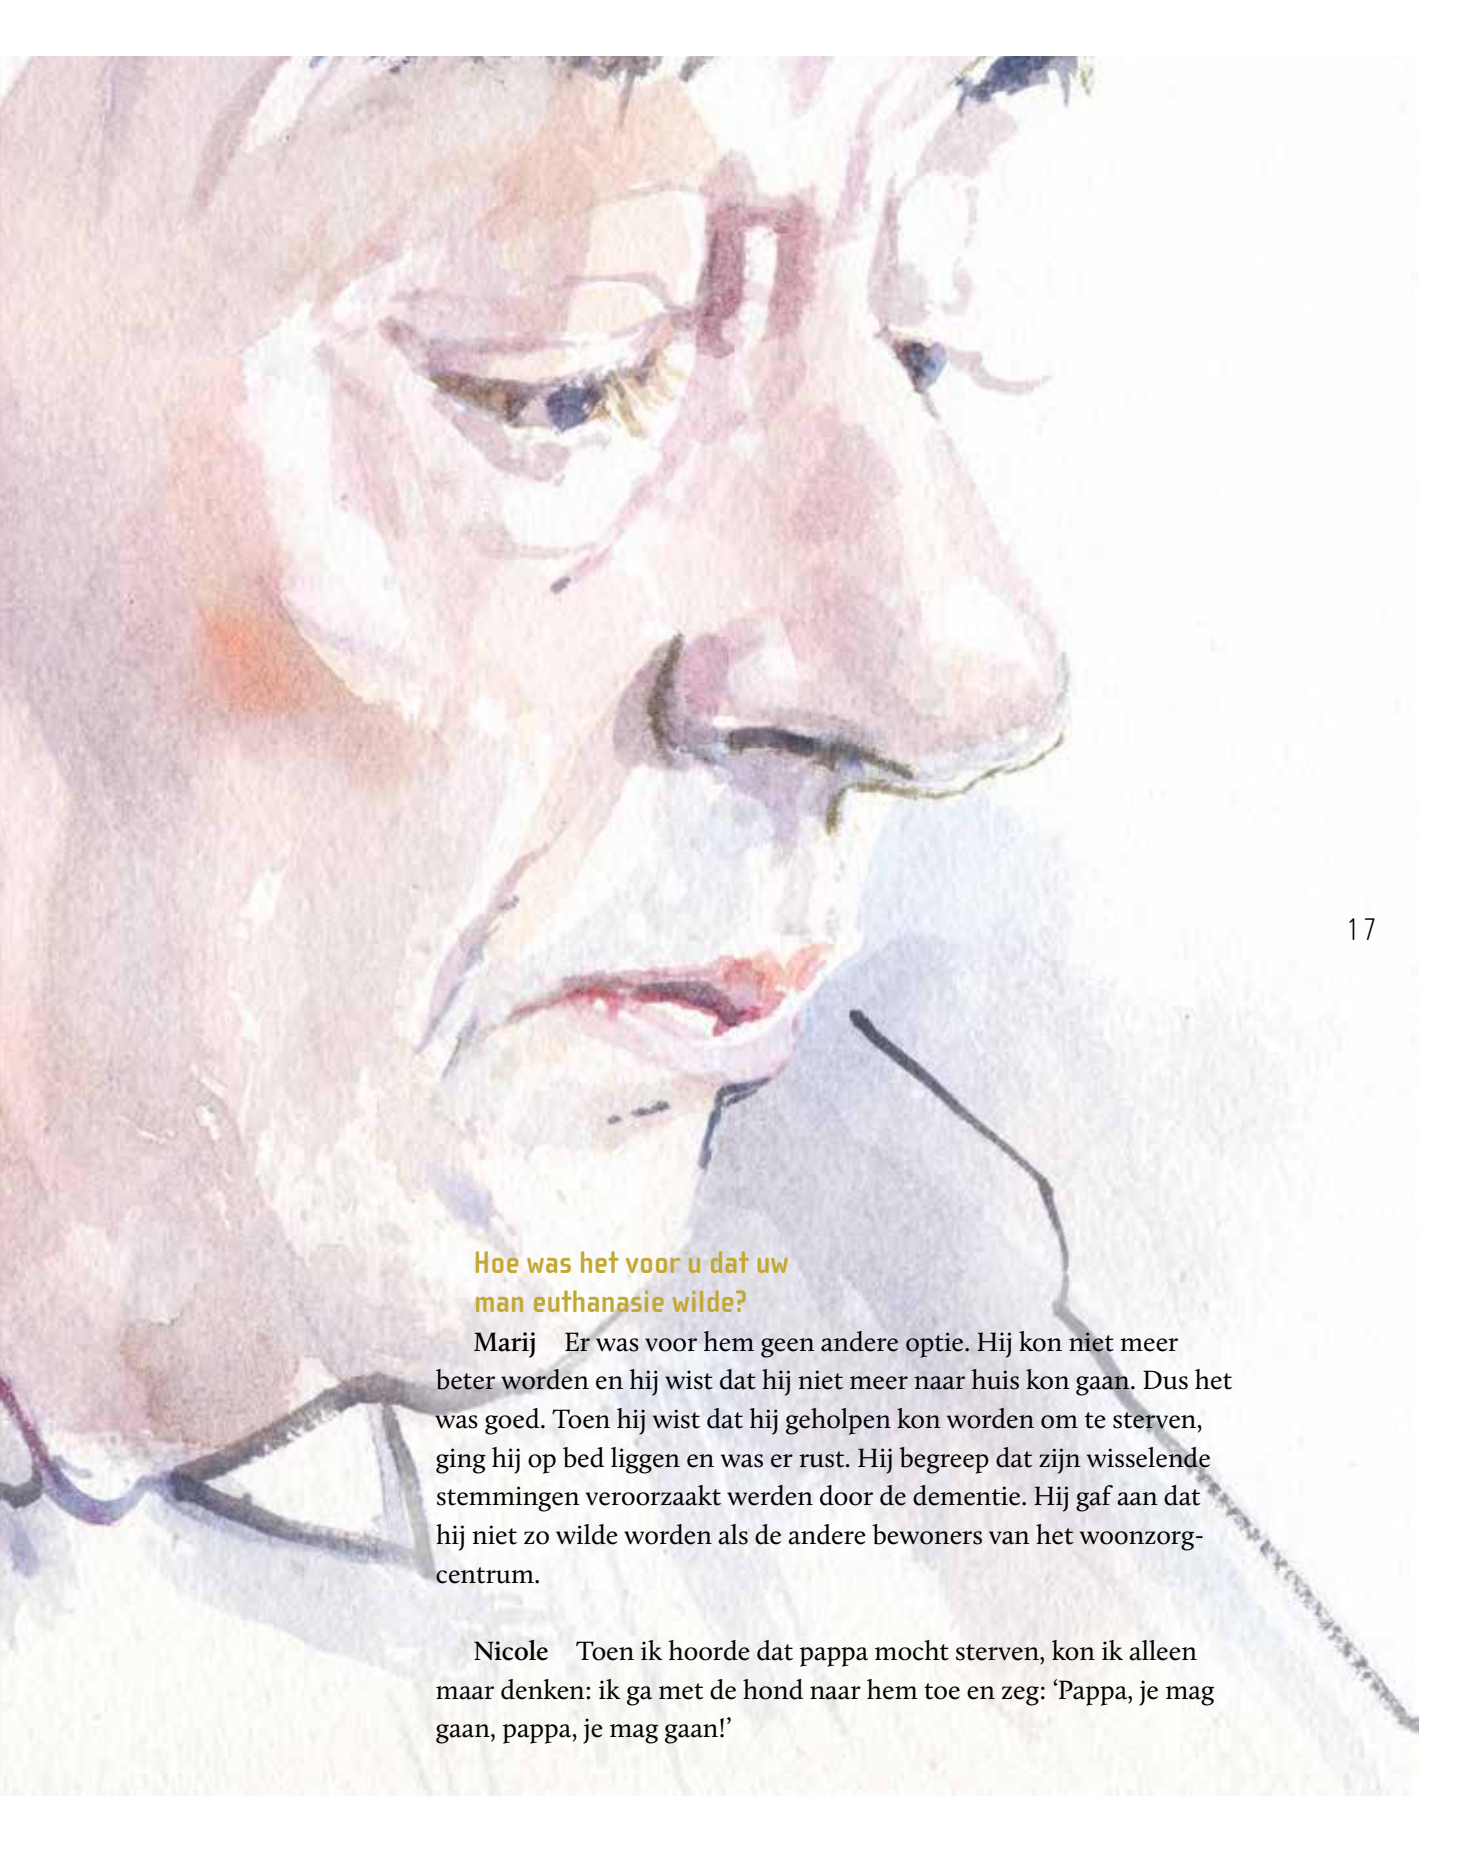 17
Hoe was het voor u dat uw
man euthanasie wilde?
Marij Er was voor hem geen andere optie. Hij kon niet meer
beter worden en hij wist dat hij niet meer naar huis kon gaan. Dus het
was goed. Toen hij wist dat hij geholpen kon worden om te sterven,
ging hij op bed liggen en was er rust. Hij begreep dat zijn wisselende
stemmingen veroorzaakt werden door de dementie. Hij gaf aan dat
hij niet zo wilde worden als de andere bewoners van het woonzorg-
centrum.
Nicole Toen ik hoorde dat pappa mocht sterven, kon ik alleen
maar denken: ik ga met de hond naar hem toe en zeg: ‘Pappa, je mag
gaan, pappa, je mag gaan!’